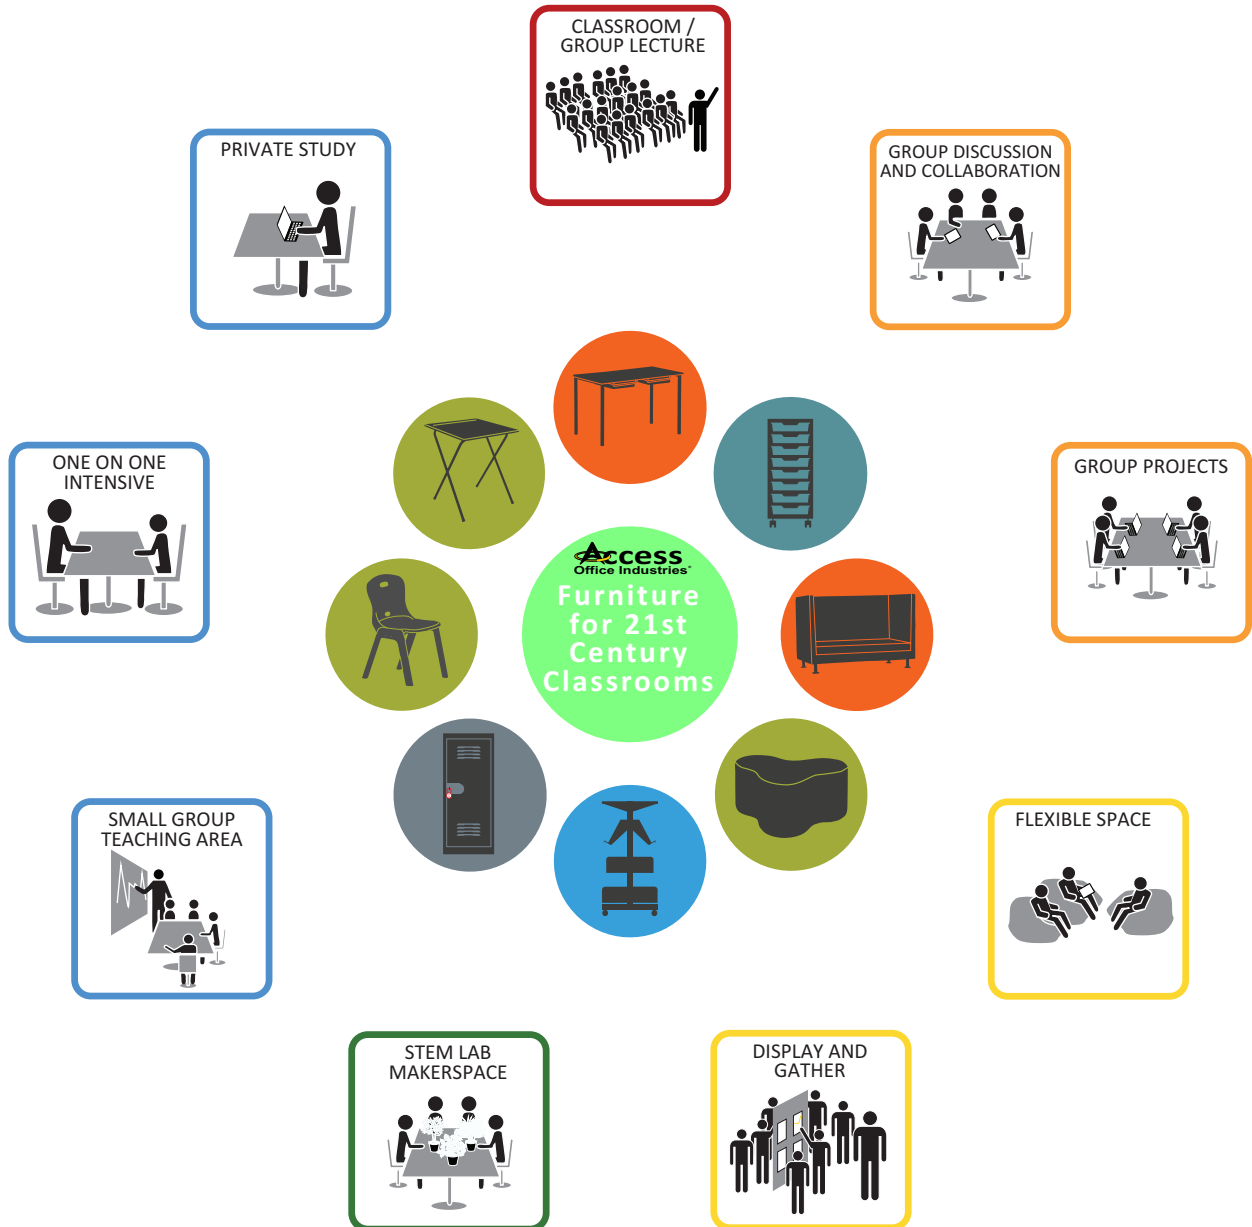 CLASSROOM /
GROUP LECTURE
PRIVATE STUDY
GROUP DISCUSSION
AND COLLABORATION
ONE ON ONE
INTENSIVE
GROUP PROJECTS
Access
Office Industries
Furniture
for 21st
Century
Classrooms
SMALL GROUP
TEACHING AREA
FLEXIBLE SPACE
STEM LAB
MAKERSPACE
DISPLAY AND
GATHER